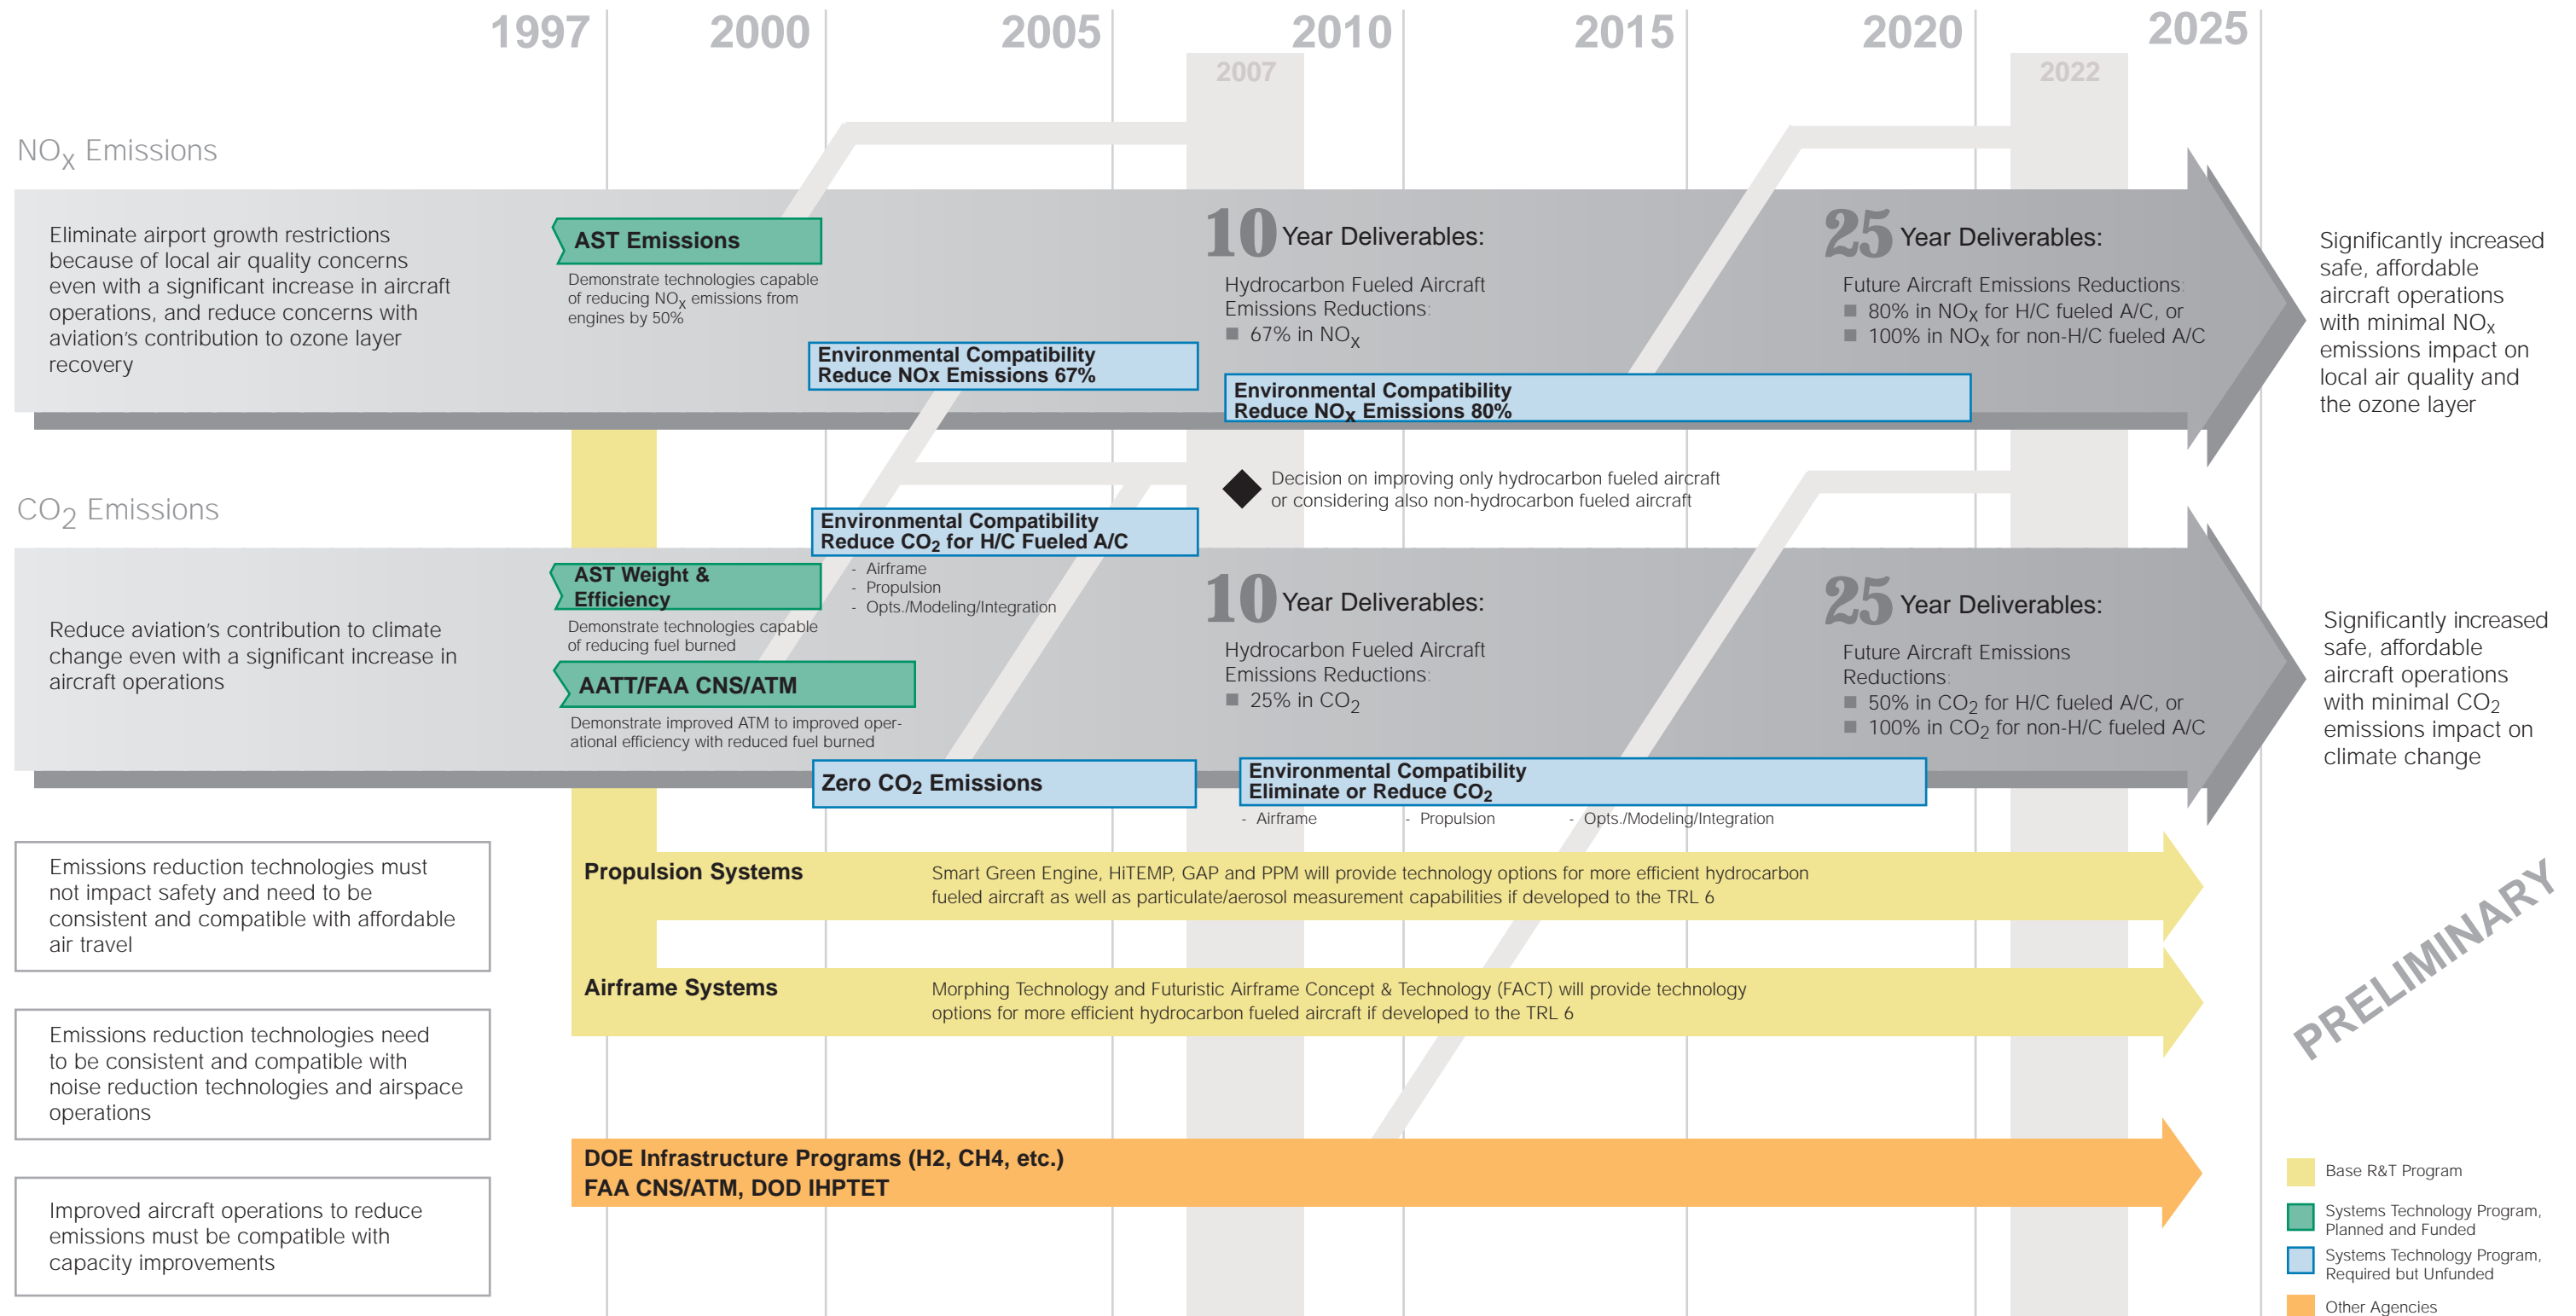 1997 2000 2005 2010 2015 2020 2025
2007 2022
NOX Emissions
Eliminate airport growth restrictions
because of local air quality concerns
even with a significant increase in aircraft
operations, and reduce concerns with
aviation's contribution to ozone layer
recovery
AST Emissions
Demonstrate technologies capable
of reducing NOX emissions from
engines by 50%
Environmental Compatibility
Reduce NOx Emissions 67%
10 Year Deliverables:
Hydrocarbon Fueled Aircraft
Emissions Reductions:
■ 67% in NOX
Environmental Compatibility
Reduce NOX Emissions 80%
25 Year Deliverables:
Future Aircraft Emissions Reductions:
■ 80% in NOX for H/C fueled A/C, or
■ 100% in NOX for non-H/C fueled A/C
Significantly increased
safe, affordable
aircraft operations
with minimal NOX
emissions impact on
local air quality and
the ozone layer
Decision on improving only hydrocarbon fueled aircraft
or considering also non-hydrocarbon fueled aircraft
CO2 Emissions
Reduce aviation's contribution to climate
change even with a significant increase in
aircraft operations
Environmental Compatibility
Reduce CO2 for H/C Fueled A/C
- Airframe
- Propulsion
- Opts./Modeling/Integration
AST Weight &
Efficiency
Demonstrate technologies capable
of reducing fuel burned
AATT/FAA CNS/ATM
Demonstrate improved ATM to improved oper-
ational efficiency with reduced fuel burned
Zero CO2 Emissions
10 Year Deliverables:
Hydrocarbon Fueled Aircraft
Emissions Reductions:
■ 25% in CO2
Environmental Compatibility
Eliminate or Reduce CO2
- Airframe - Propulsion - Opts./Modeling/Integration
25 Year Deliverables:
Future Aircraft Emissions
Reductions:
■ 50% in CO2 for H/C fueled A/C, or
■ 100% in CO2 for non-H/C fueled A/C
Significantly increased
safe, affordable
aircraft operations
with minimal CO2
emissions impact on
climate change
Emissions reduction technologies must
not impact safety and need to be
consistent and compatible with affordable
air travel
Emissions reduction technologies need
to be consistent and compatible with
noise reduction technologies and airspace
operations
Improved aircraft operations to reduce
emissions must be compatible with
capacity improvements
Propulsion Systems
Smart Green Engine, HiTEMP, GAP and PPM will provide technology options for more efficient hydrocarbon
fueled aircraft as well as particulate/aerosol measurement capabilities if developed to the TRL 6
Airframe Systems
Morphing Technology and Futuristic Airframe Concept & Technology (FACT) will provide technology
options for more efficient hydrocarbon fueled aircraft if developed to the TRL 6
DOE Infrastructure Programs (H2, CH4, etc.)
FAA CNS/ATM, DOD IHPTET
PRELIMINARY
Base R&T Program
Systems Technology Program,
Planned and Funded
Systems Technology Program,
Required but Unfunded
Other Agencies